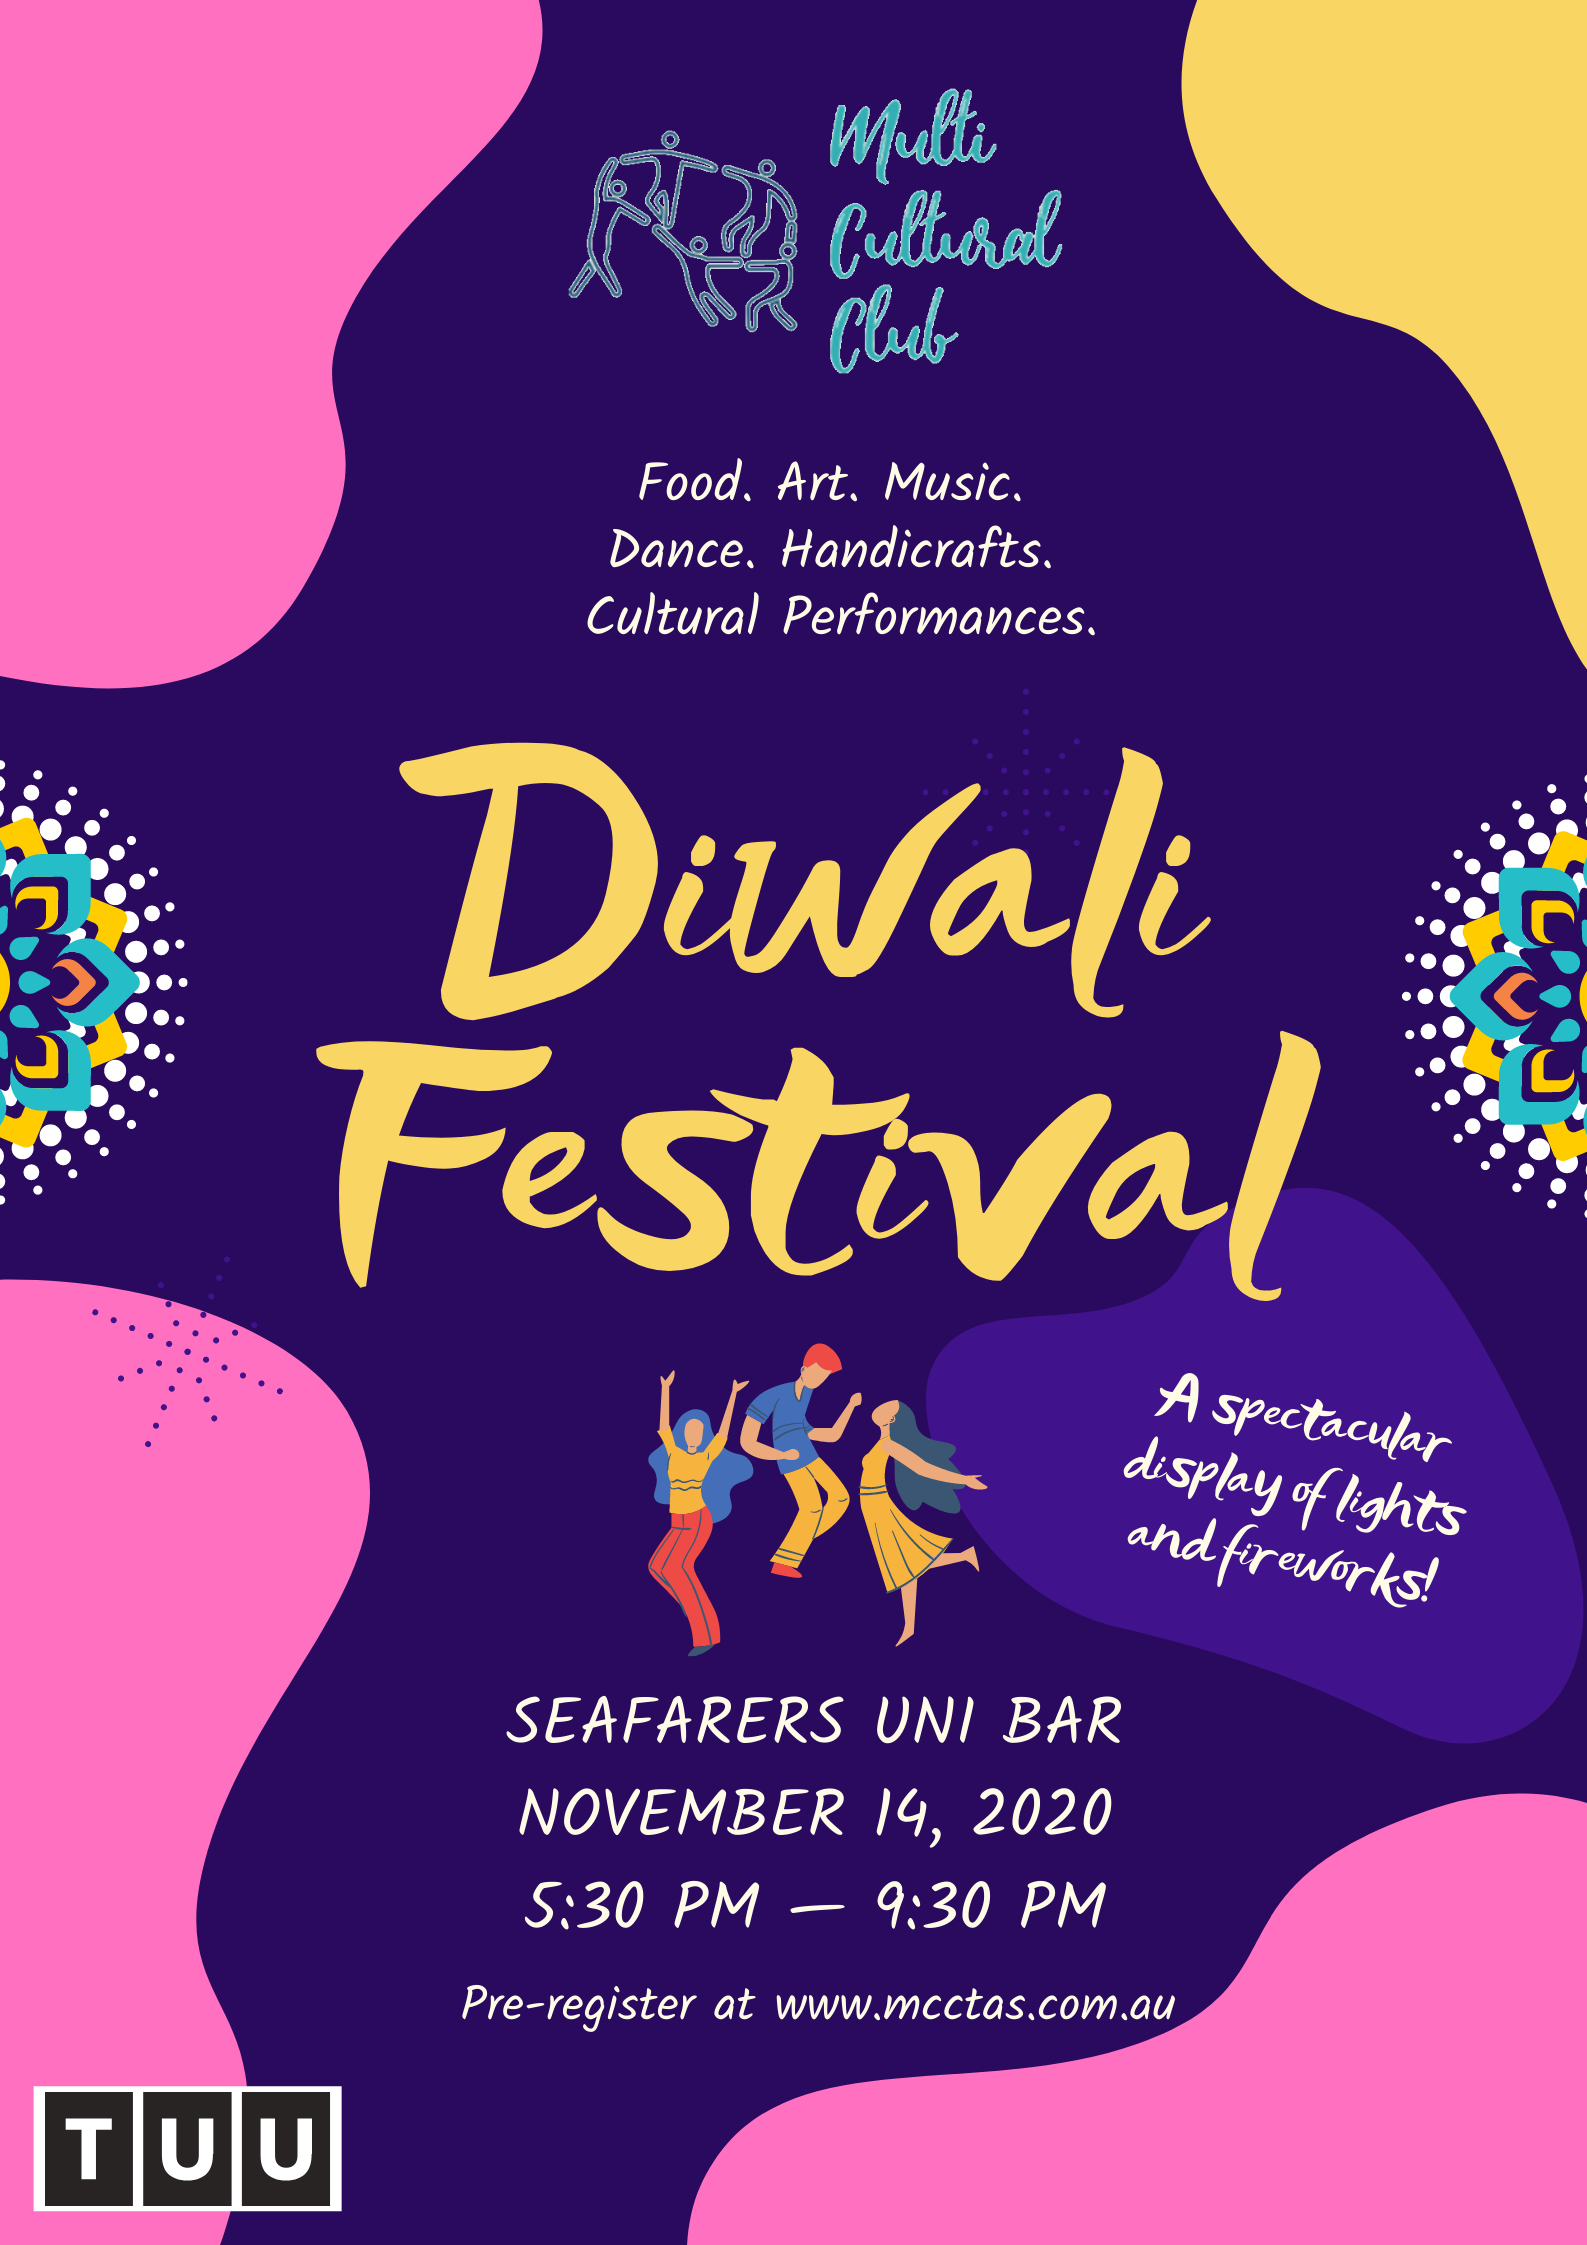 Multi
Cultural
Club
Food. Art. Music.
Dance. Handicrafts.
Cultural Performances.
Diwali
Festival
A spectacular
display of lights
and fireworks!
SEAFARERS UNI BAR
NOVEMBER 14, 2020
5:30 PM — 9:30 PM
Pre-register at www.mcctas.com.au
TUU